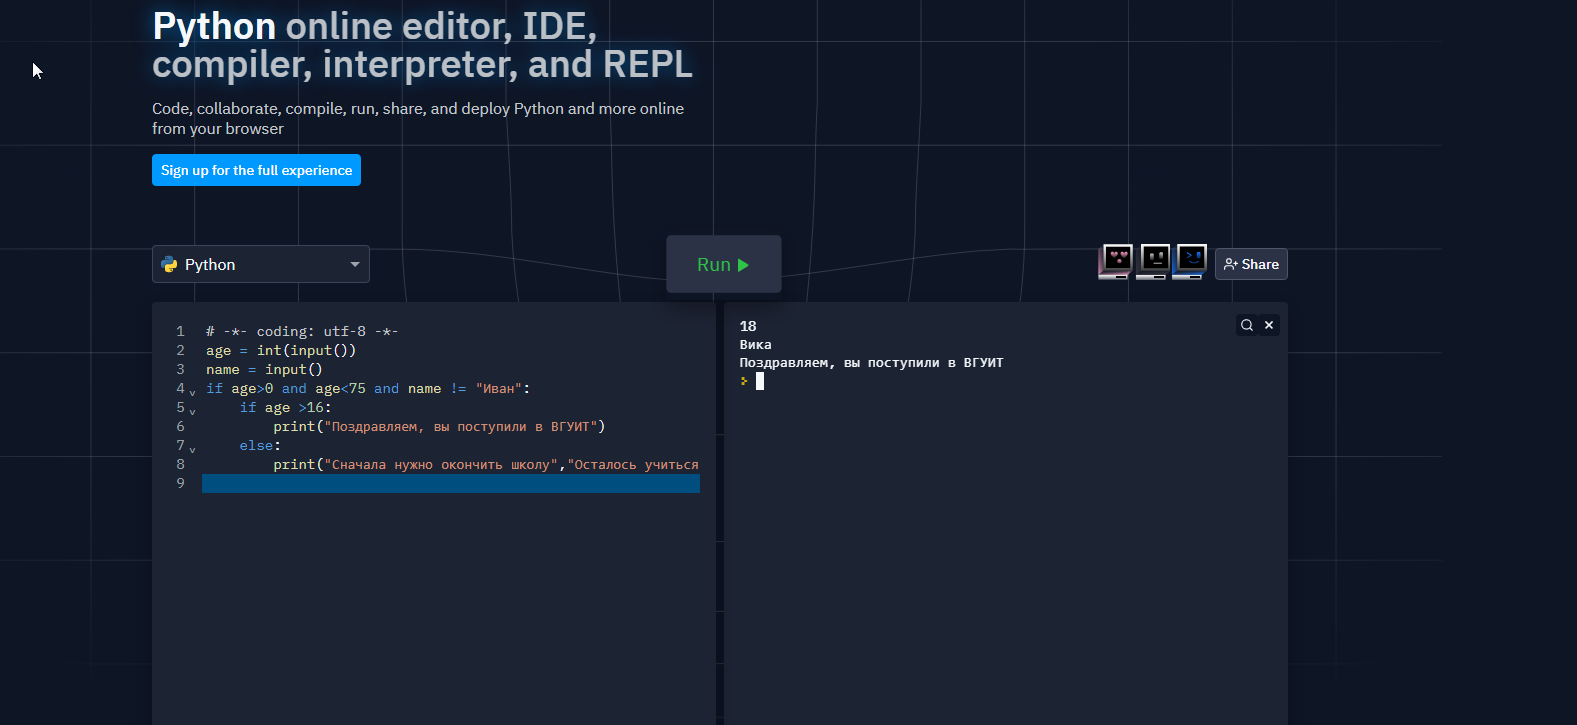 Python online editor, IDE,
compiler, interpreter, and REPL
Code, collaborate, compile, run, share, and deploy Python and more online
from your browser
Sign up for the full experience
Python
Run
Share
1 # -*- coding: utf-8 -*-
2 age = int(input())
3 name = input()
4 if age>0 and age<75 and name != "Иван":
5     if age >16:
6         print("Поздравляем, вы поступили в ВГУИТ")
7     else:
8         print("Сначала нужно окончить школу","Осталось учиться
9
18
Вика
Поздравляем, вы поступили в ВГУИТ